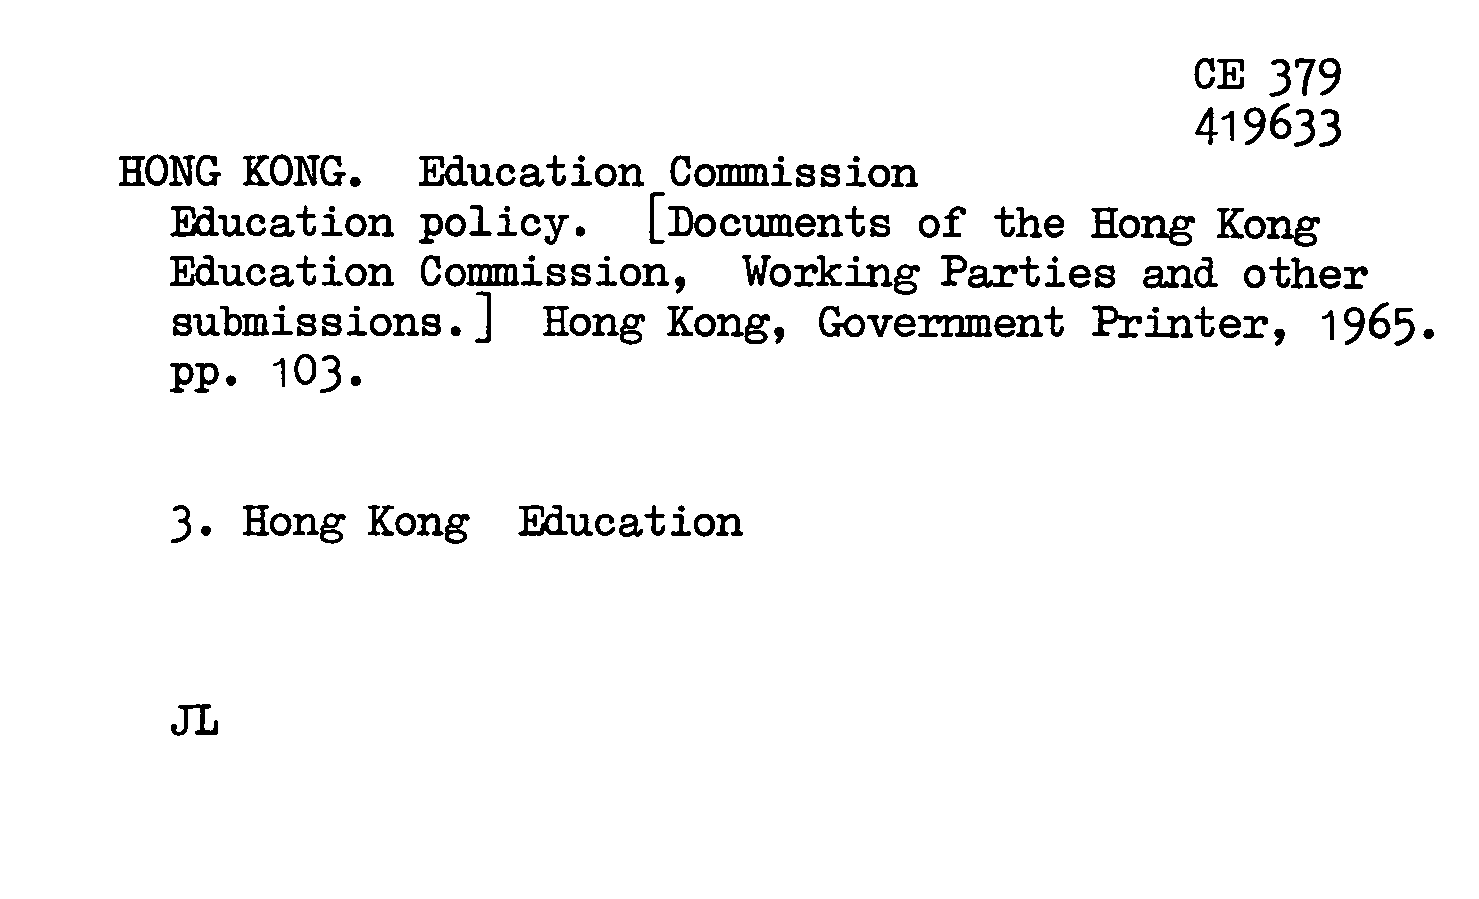 CE 379
419633
HONG KONG. Education Commission
Education policy. [Documents of the Hong Kong
Education Commission, Working Parties and other
submissions.] Hong Kong, Government Printer, 1965.
pp. 103.
3. Hong Kong Education
JL